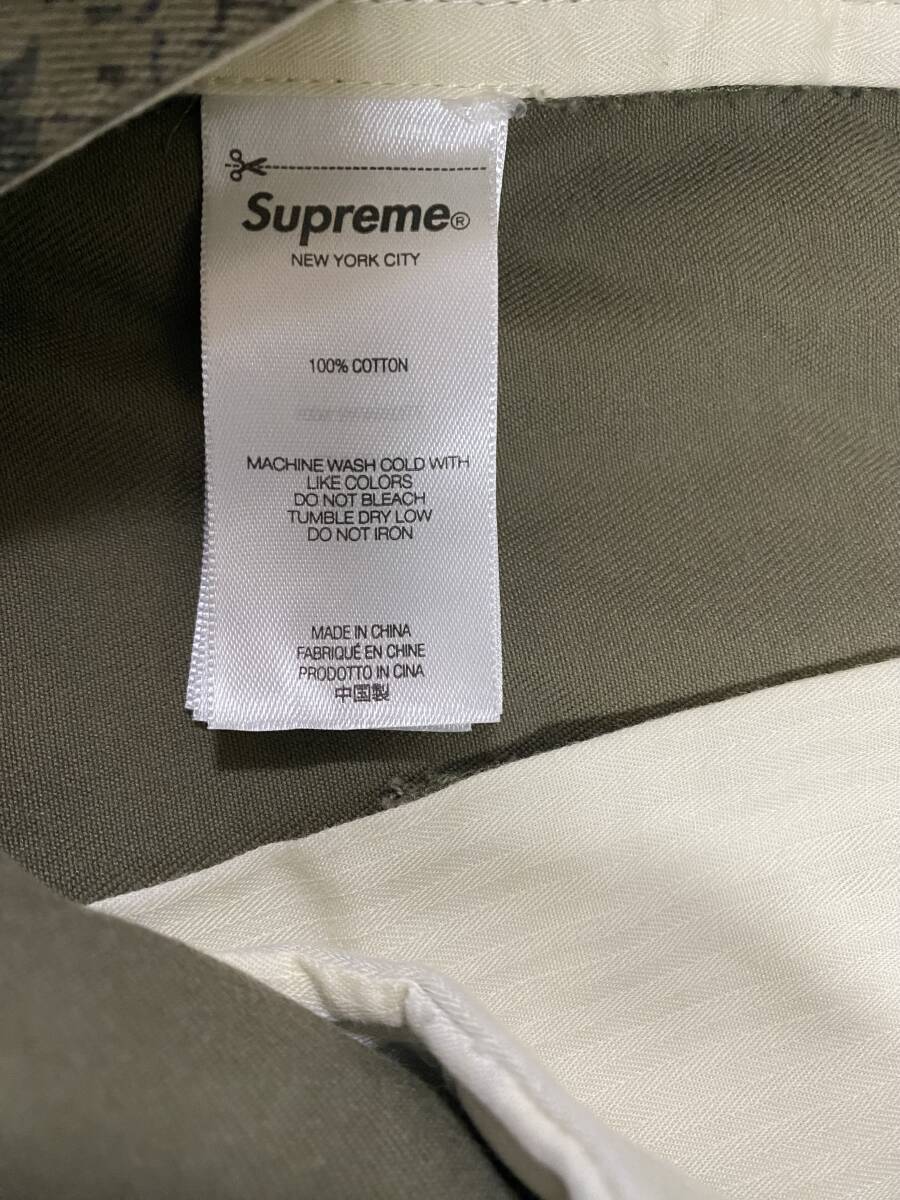 Supreme®
NEW YORK CITY
100% COTTON
MACHINE WASH COLD WITH
LIKE COLORS
DO NOT BLEACH
TUMBLE DRY LOW
DO NOT IRON
MADE IN CHINA
FABRIQUÉ EN CHINE
PRODOTTO IN CINA
中国製